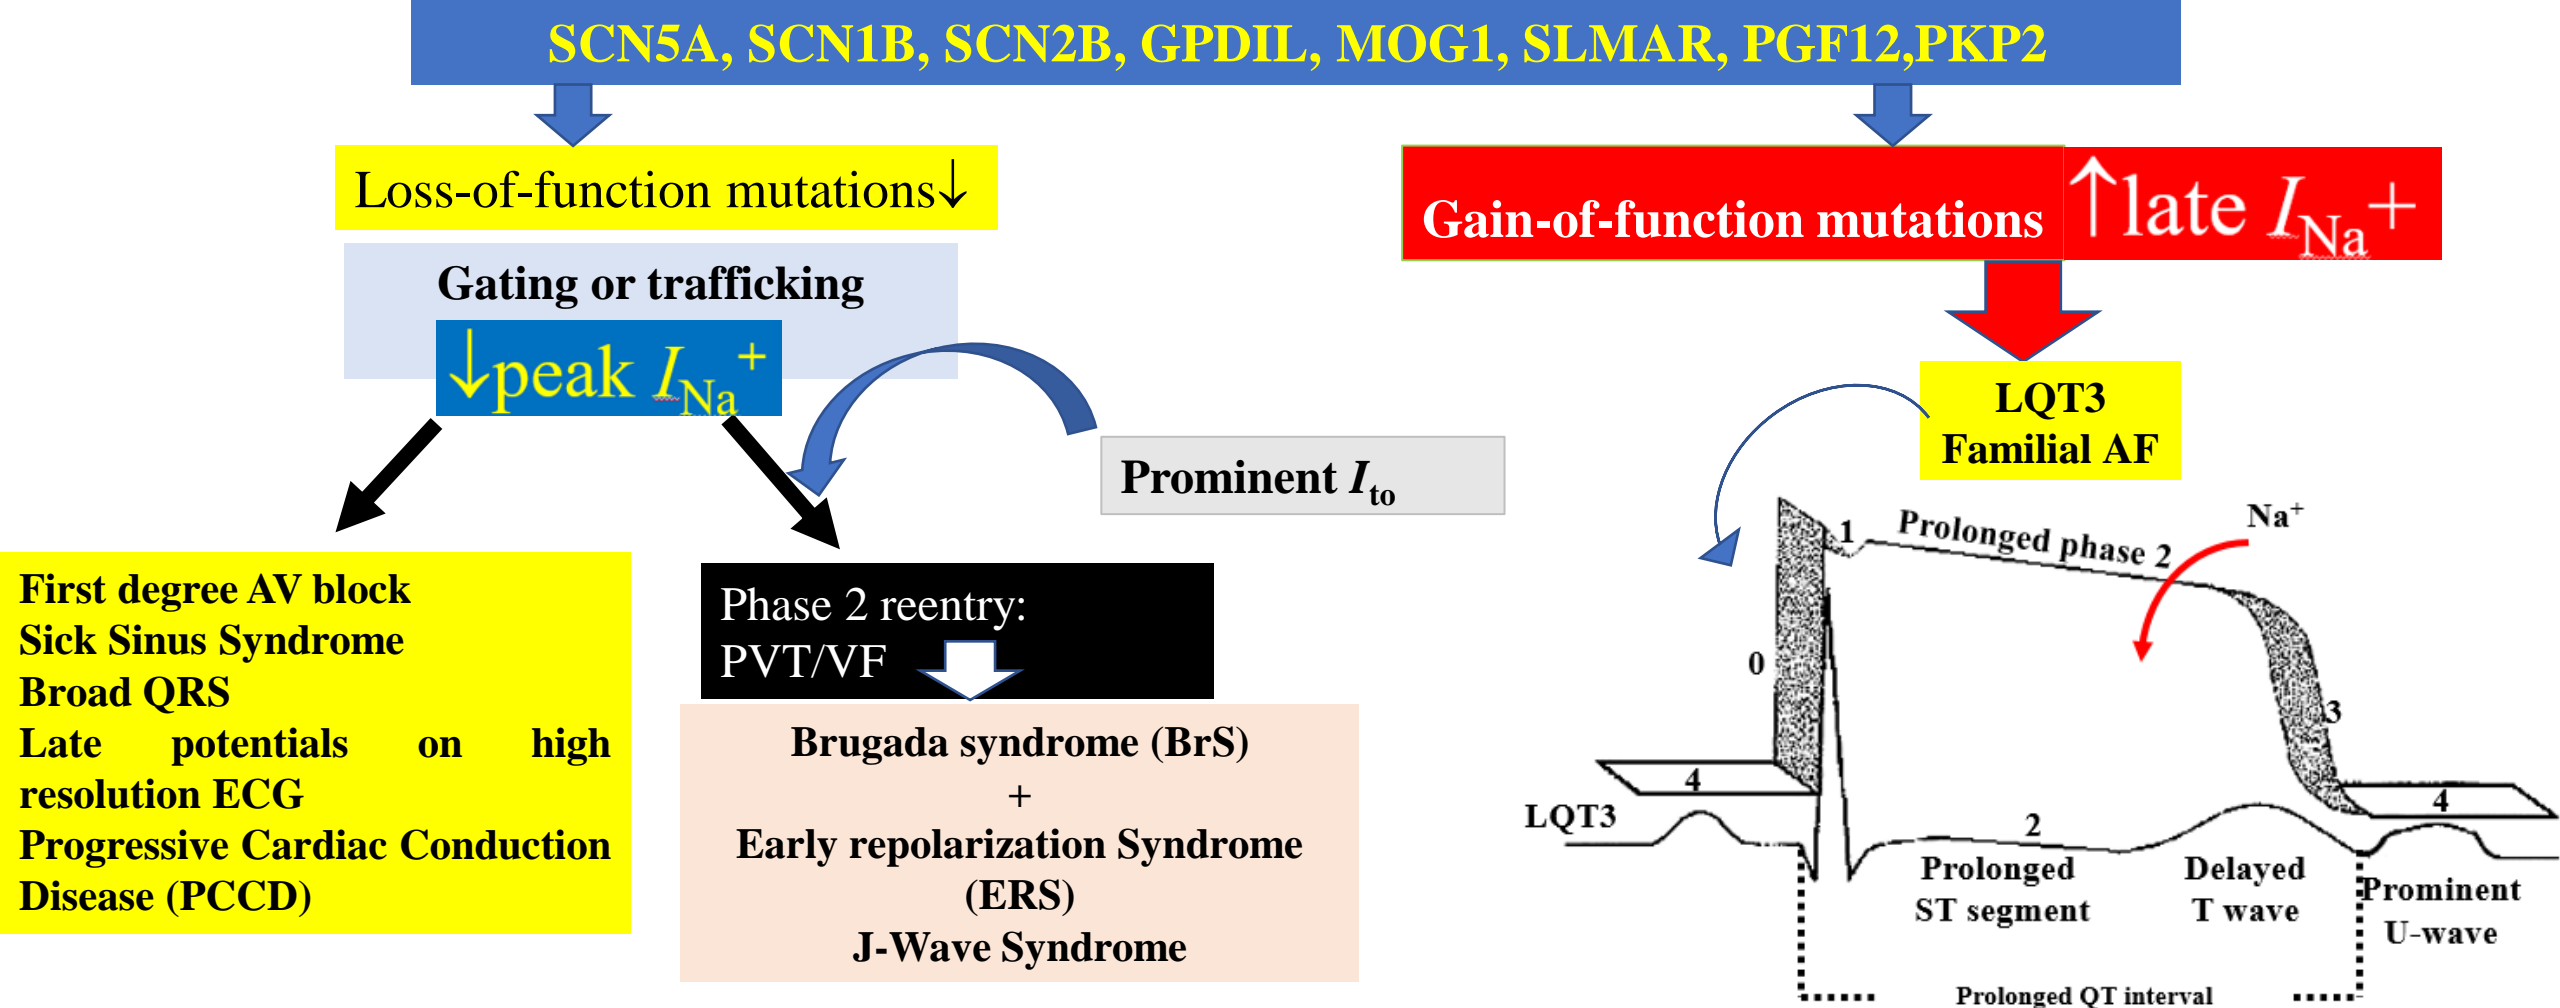 SCN5A, SCN1B, SCN2B, GPDIL, MOG1, SLMAR, PGF12,PKP2
Loss-of-function mutations↓
Gating or trafficking
↓peak INa+
Prominent Ito
First degree AV block
Sick Sinus Syndrome
Broad QRS
Late potentials on high
resolution ECG
Progressive Cardiac Conduction
Disease (PCCD)
Phase 2 reentry:
PVT/VF
Brugada syndrome (BrS)
+
Early repolarization Syndrome
(ERS)
J-Wave Syndrome
Gain-of-function mutations ↑late INa+
LQT3
Familial AF
Na+
1
Prolonged phase 2
0
3
4
4
LQT3
2
Prolonged
ST segment
Delayed
T wave
Prominent
U-wave
Prolonged QT interval